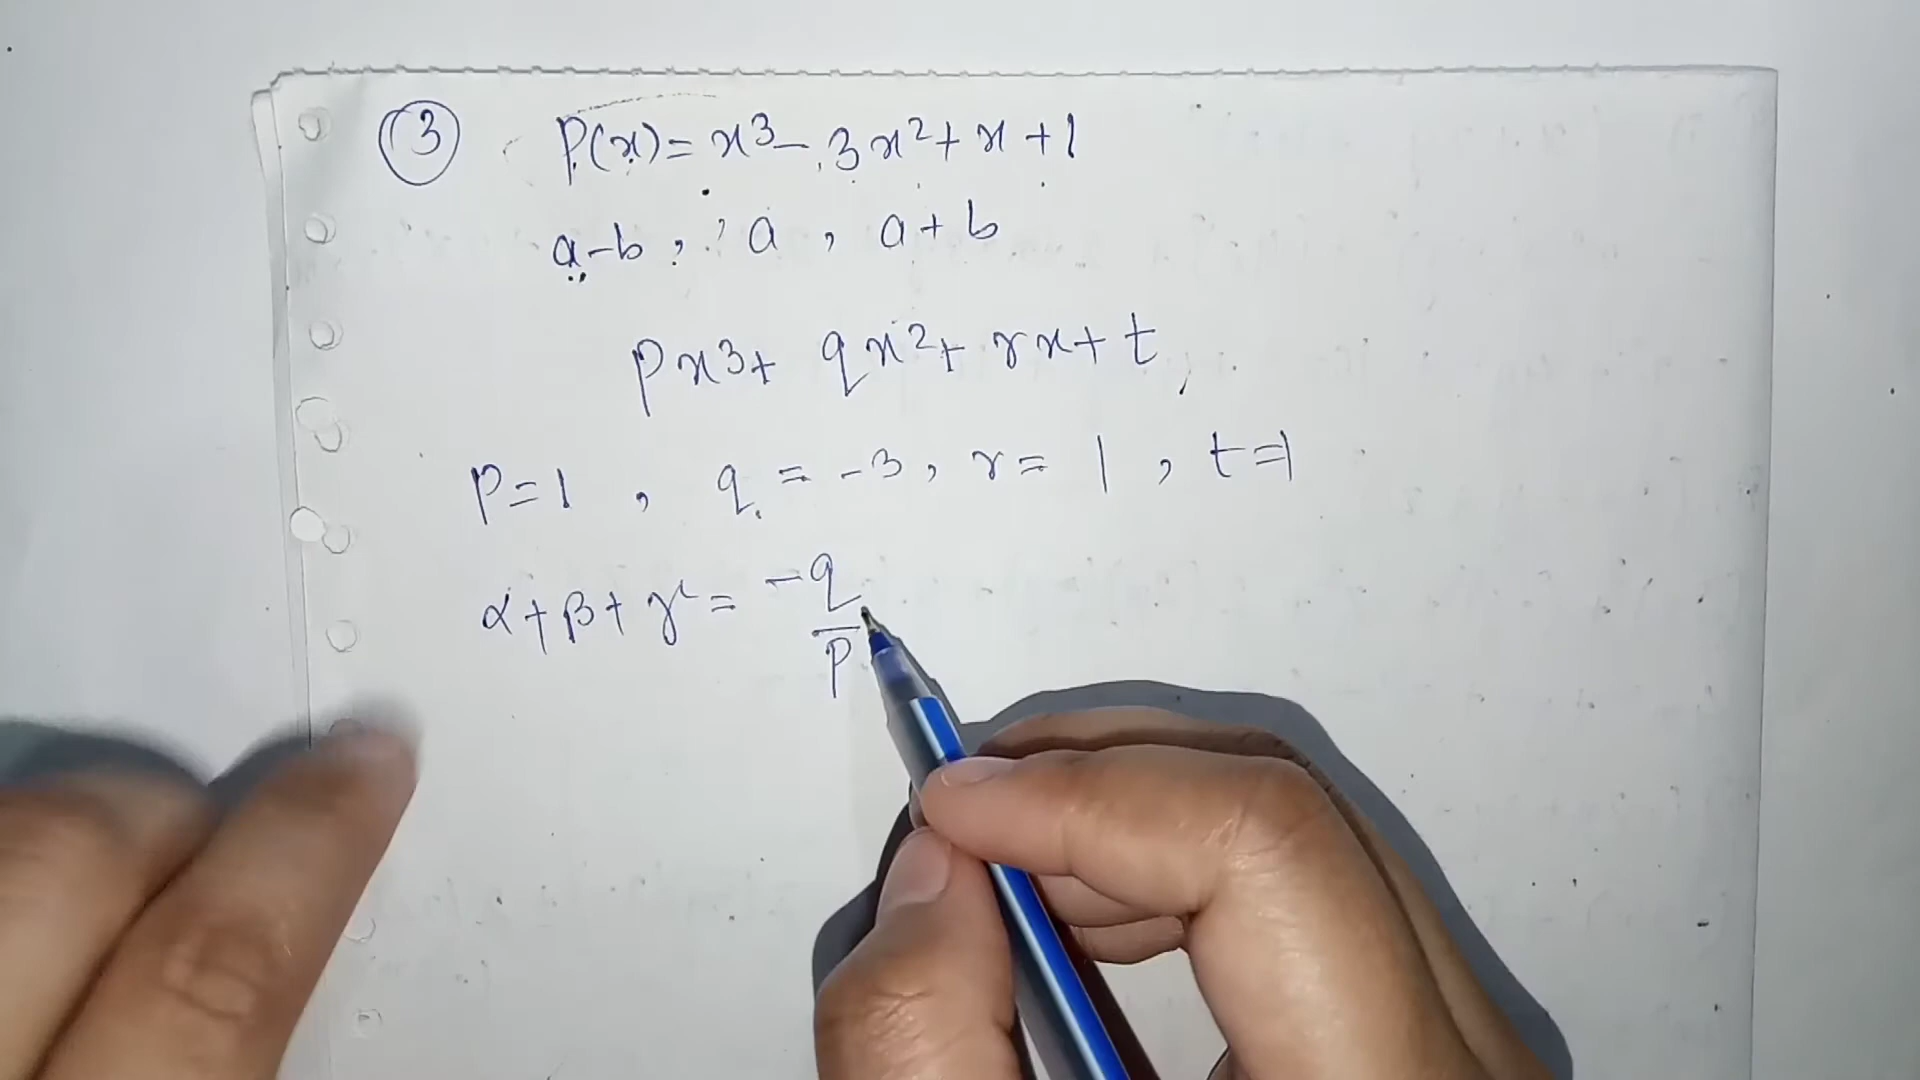 (3) P(x) = x³ - 3x² + x + 1
a-b, a, a+b
px³ + qx² + rx + t,
P=1, q = -3, r = 1, t=1
α + β + γ = -q/p